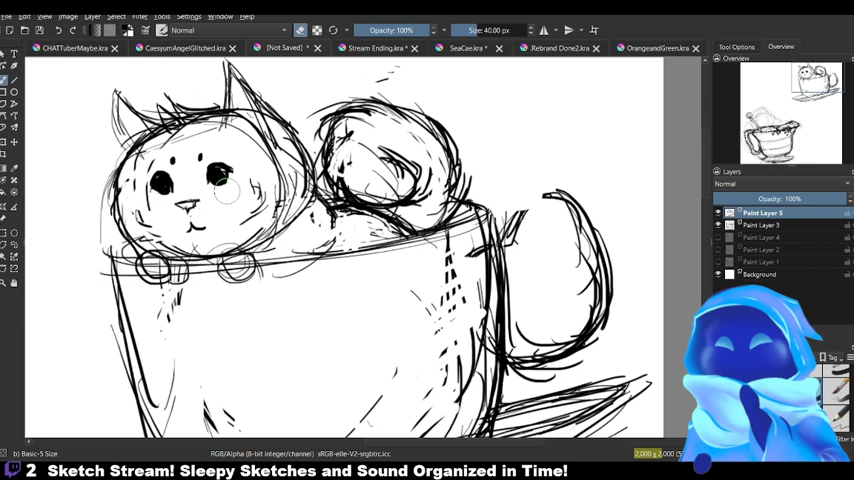 File Edit View Image Layer Select Filter Tools Settings Window Help
Normal
Opacity: 100%
Size: 40.00 px
CHATTuberMaybe.kra
CaesyumAngelGlitched.kra
[Not Saved] *
Stream Ending.kra *
SeaCae.kra *
.Rebrand Done2.kra
OrangeandGreen.kra
Tool Options
Overview
Overview
Layers
Normal
Opacity: 100%
Paint Layer 5
Paint Layer 3
Paint Layer 4
Paint Layer 2
Paint Layer 1
Background
Tag
b) Basic-5 Size
RGB/Alpha (8-bit integer/channel) sRGB-elle-V2-srgbtrc.icc
2,000 x 2,000 (5
2 Sketch Stream! Sleepy Sketches and Sound Organized in Time!